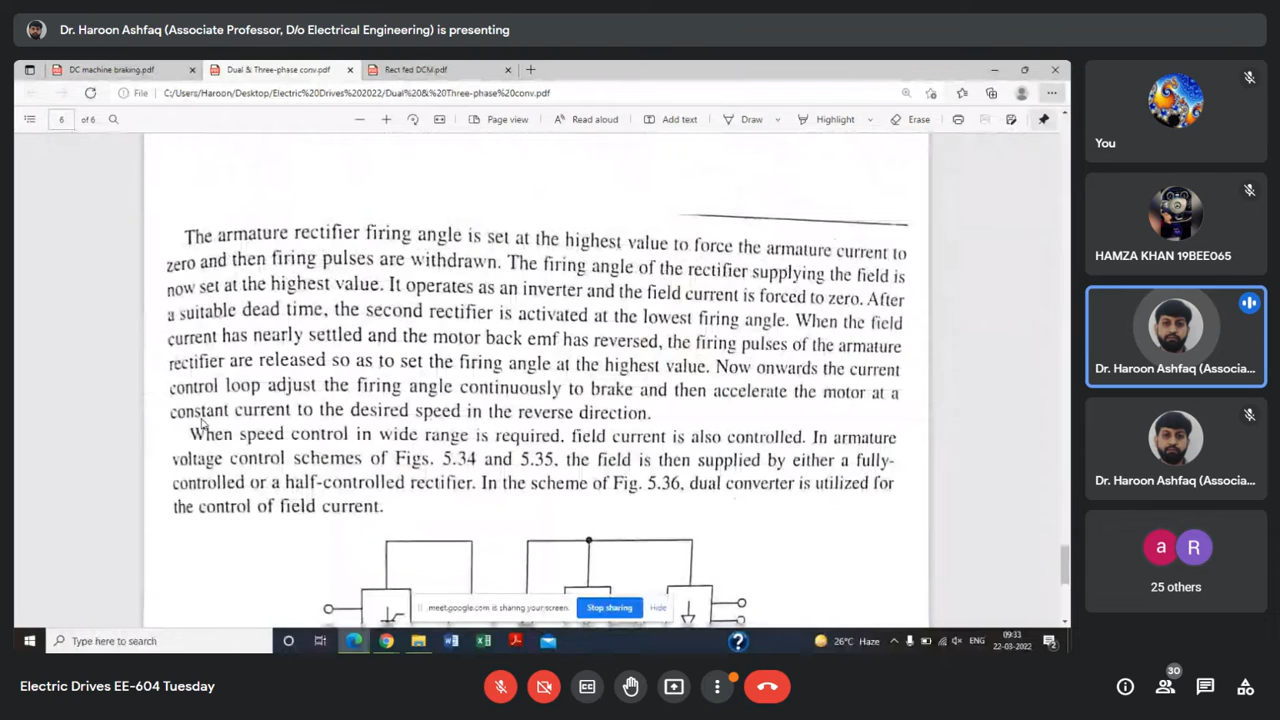 Dr. Haroon Ashfaq (Associate Professor, D/o Electrical Engineering) is presenting
DC machine braking.pdf
Dual & Three-phase conv.pdf
Rect fed DCM.pdf
File
C:/Users/Haroon/Desktop/Electric%20Drives%202022/Dual%20&%20Three-phase%20conv.pdf
6 of 6
Page view
Read aloud
Add text
Draw
Highlight
Erase
The armature rectifier firing angle is set at the highest value to force the armature current to
zero and then firing pulses are withdrawn. The firing angle of the rectifier supplying the field is
now set at the highest value. It operates as an inverter and the field current is forced to zero. After
a suitable dead time, the second rectifier is activated at the lowest firing angle. When the field
current has nearly settled and the motor back emf has reversed, the firing pulses of the armature
rectifier are released so as to set the firing angle at the highest value. Now onwards the current
control loop adjust the firing angle continuously to brake and then accelerate the motor at a
constant current to the desired speed in the reverse direction.
When speed control in wide range is required, field current is also controlled. In armature
voltage control schemes of Figs. 5.34 and 5.35, the field is then supplied by either a fully-
controlled or a half-controlled rectifier. In the scheme of Fig. 5.36, dual converter is utilized for
the control of field current.
meet.google.com is sharing your screen.
Stop sharing
Hide
Type here to search
26°C Haze
ENG
09:33
22-03-2022
2
You
HAMZA KHAN 19BEE065
Dr. Haroon Ashfaq (Associa...
Dr. Haroon Ashfaq (Associa...
a
R
25 others
Electric Drives EE-604 Tuesday
30